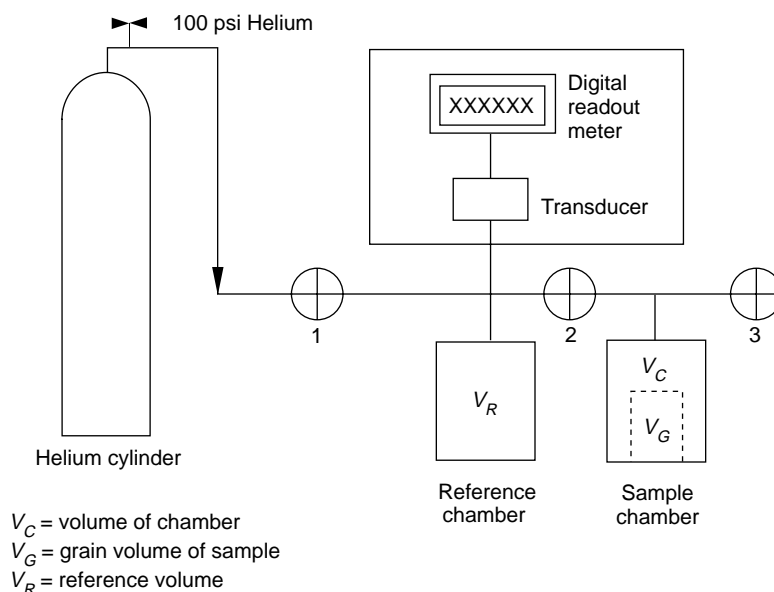 100 psi Helium
XXXXXX
Digital
readout
meter
Transducer
1
2
3
V_R
V_C
V_G
Helium cylinder
Reference
chamber
Sample
chamber
V_C = volume of chamber
V_G = grain volume of sample
V_R = reference volume